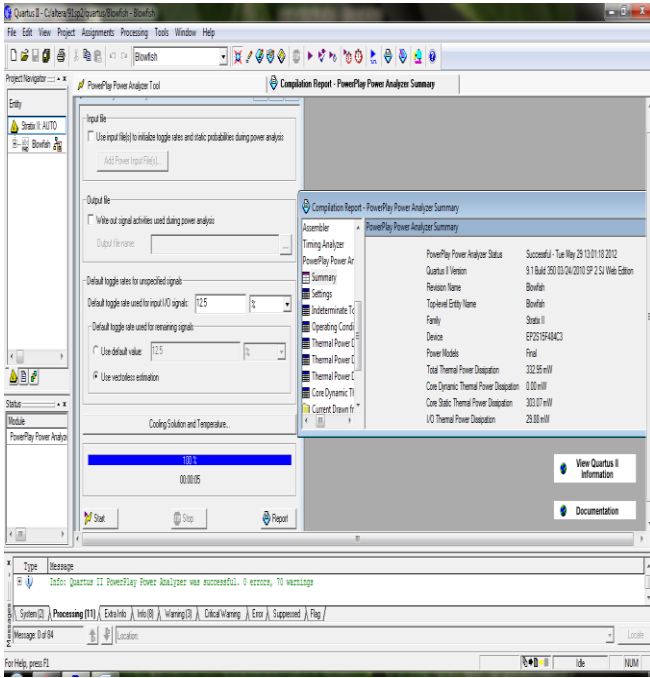 Quartus II - C:/altera/91sp2/quartus/Blowfish - Blowfish
File Edit View Project Assignments Processing Tools Window Help
Blowfish
Project Navigator
PowerPlay Power Analyzer Tool
Compilation Report - PowerPlay Power Analyzer Summary
Entity
Stratix II: AUTO
Blowfish
Input file
Use input file(s) to initialize toggle rates and static probabilities during power analysis
Add Power Input File(s)...
Output file
Write out signal activities used during power analysis
Output file name:
...
Default toggle rates for unspecified signals
Default toggle rate used for input I/O signals: 12.5 %
Default toggle rate used for remaining signals
Use default value: 12.5 %
Use vectorless estimation
Cooling Solution and Temperature...
100 %
00:00:05
Start
Stop
Report
Compilation Report - PowerPlay Power Analyzer Summary
Assembler
Timing Analyzer
PowerPlay Power Ar
Summary
Settings
Indeterminate To
Operating Condi
Thermal Power D
Thermal Power D
Thermal Power D
Core Dynamic Th
Current Drawn fr
PowerPlay Power Analyzer Summary
PowerPlay Power Analyzer Status Successful - Tue May 29 13:01:18 2012
Quartus II Version 9.1 Build 350 03/24/2010 SP 2 SJ Web Edition
Revision Name Blowfish
Top-level Entity Name Blowfish
Family Stratix II
Device EP2S15F484C3
Power Models Final
Total Thermal Power Dissipation 332.95 mW
Core Dynamic Thermal Power Dissipation 0.00 mW
Core Static Thermal Power Dissipation 303.07 mW
I/O Thermal Power Dissipation 29.88 mW
View Quartus II
Information
Documentation
Status
Module
PowerPlay Power Analyz
Type Message
Info: Quartus II PowerPlay Power Analyzer was successful. 0 errors, 70 warnings
System (2) Processing (11) Extra Info Info (8) Warning (3) Critical Warning Error Suppressed Flag
Messages
Message: 0 of 84
Location:
Locate
For Help, press F1
Idle
NUM